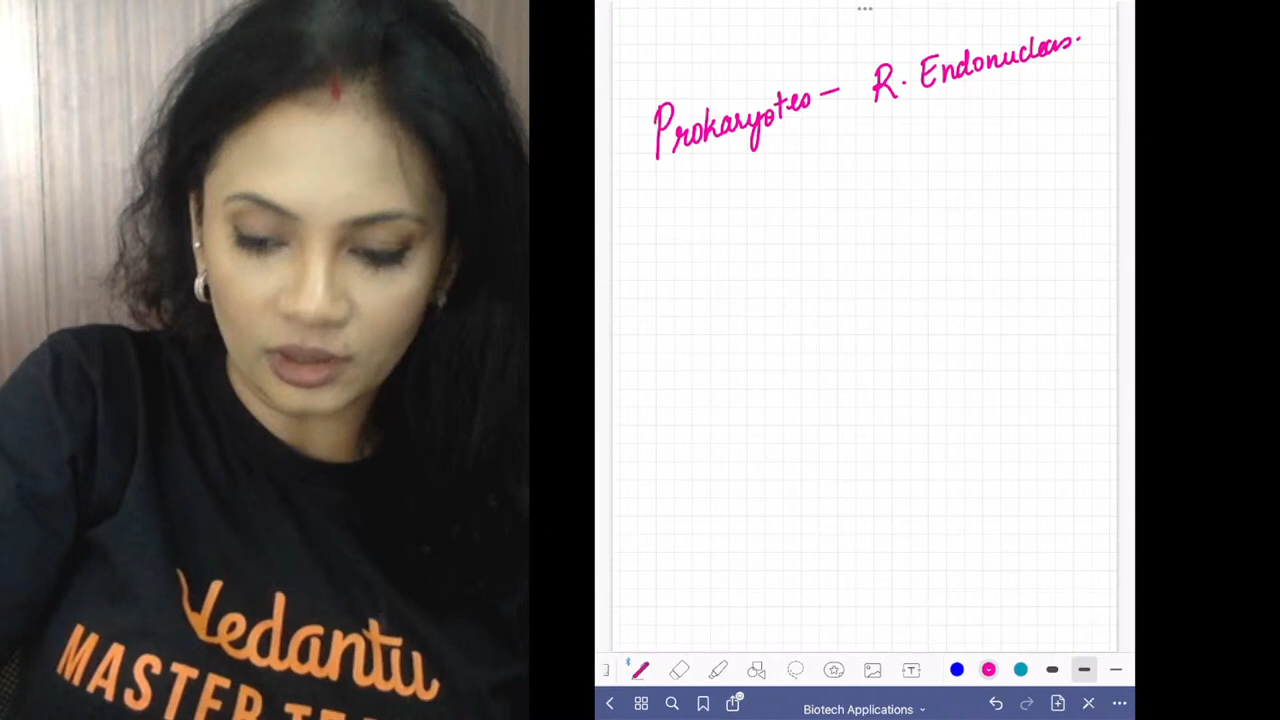 Prokaryotes – R. Endonucleas.
Vedantu
MASTER
Biotech Applications